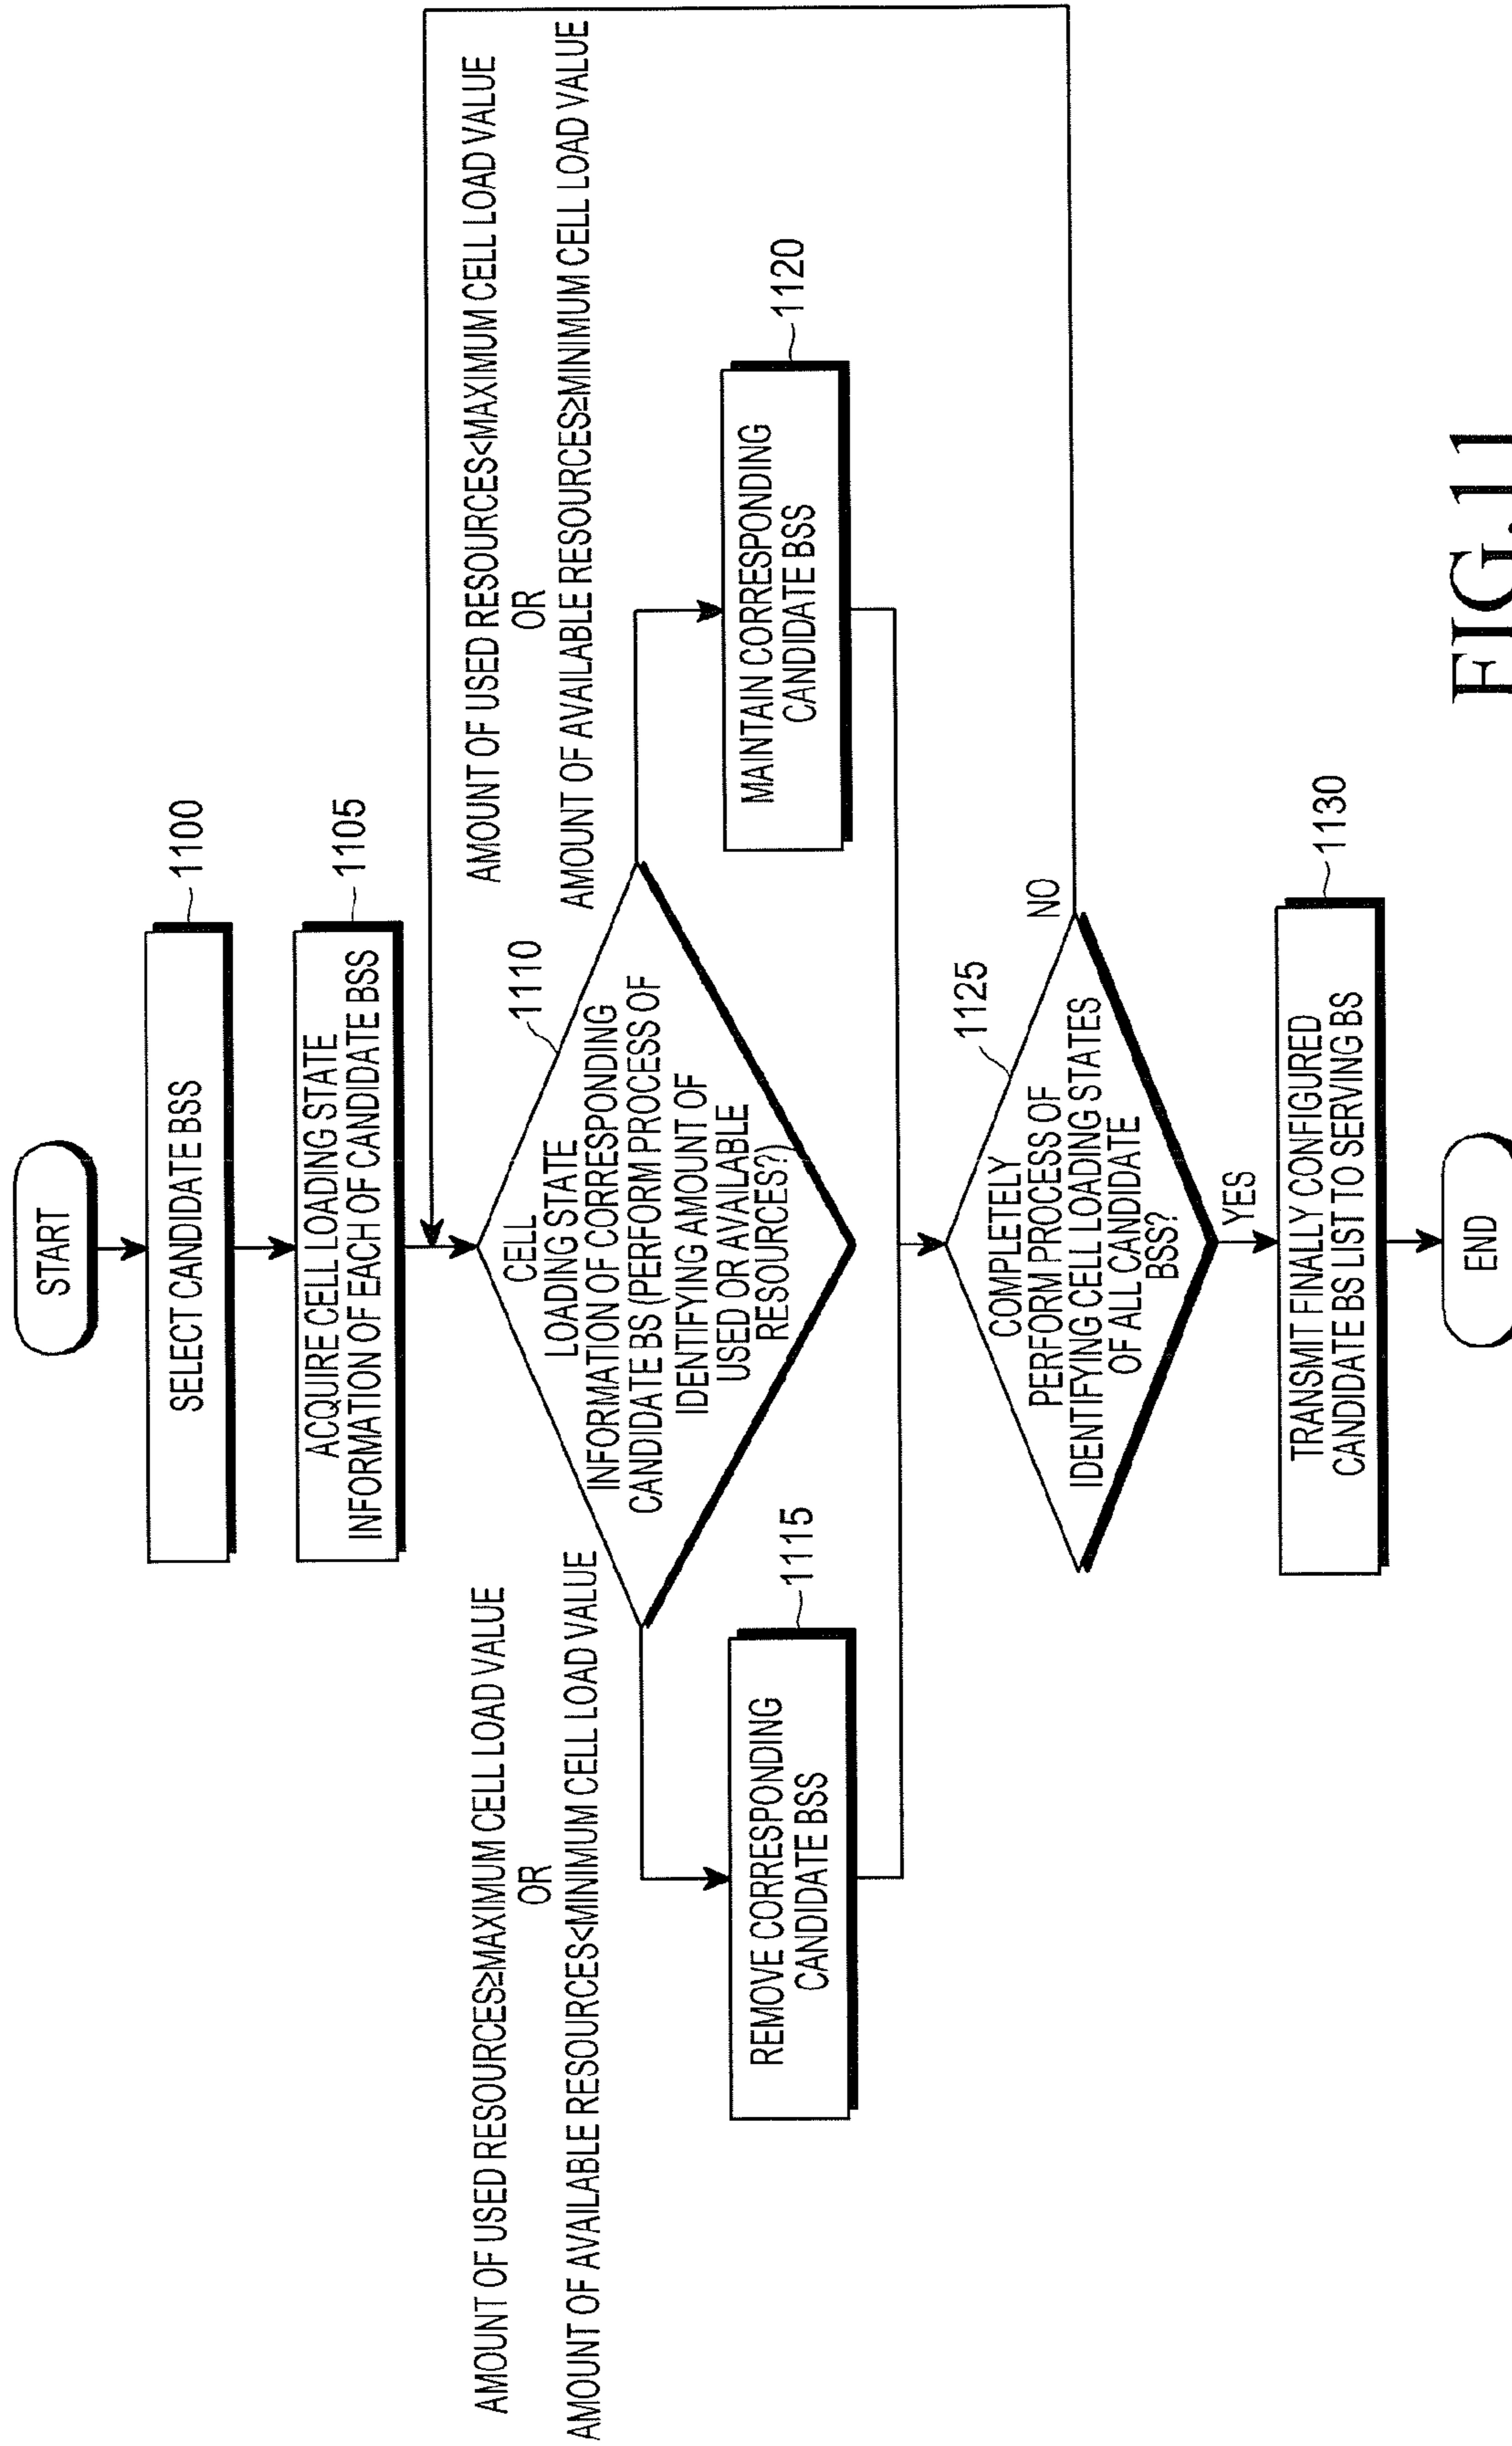 START
SELECT CANDIDATE BSS
1100
ACQUIRE CELL LOADING STATE
INFORMATION OF EACH OF CANDIDATE BSS
1105
AMOUNT OF USED RESOURCES≥MAXIMUM CELL LOAD VALUE
OR
AMOUNT OF AVAILABLE RESOURCES<MINIMUM CELL LOAD VALUE
CELL
LOADING STATE
INFORMATION OF CORRESPONDING
CANDIDATE BS (PERFORM PROCESS OF
IDENTIFYING AMOUNT OF
USED OR AVAILABLE
RESOURCES?)
1110
AMOUNT OF USED RESOURCES<MAXIMUM CELL LOAD VALUE
OR
AMOUNT OF AVAILABLE RESOURCES≥MINIMUM CELL LOAD VALUE
REMOVE CORRESPONDING
CANDIDATE BSS
1115
MAINTAIN CORRESPONDING
CANDIDATE BSS
1120
COMPLETELY
PERFORM PROCESS OF
IDENTIFYING CELL LOADING STATES
OF ALL CANDIDATE
BSS?
1125
NO
YES
TRANSMIT FINALLY CONFIGURED
CANDIDATE BS LIST TO SERVING BS
1130
END
FIG.11